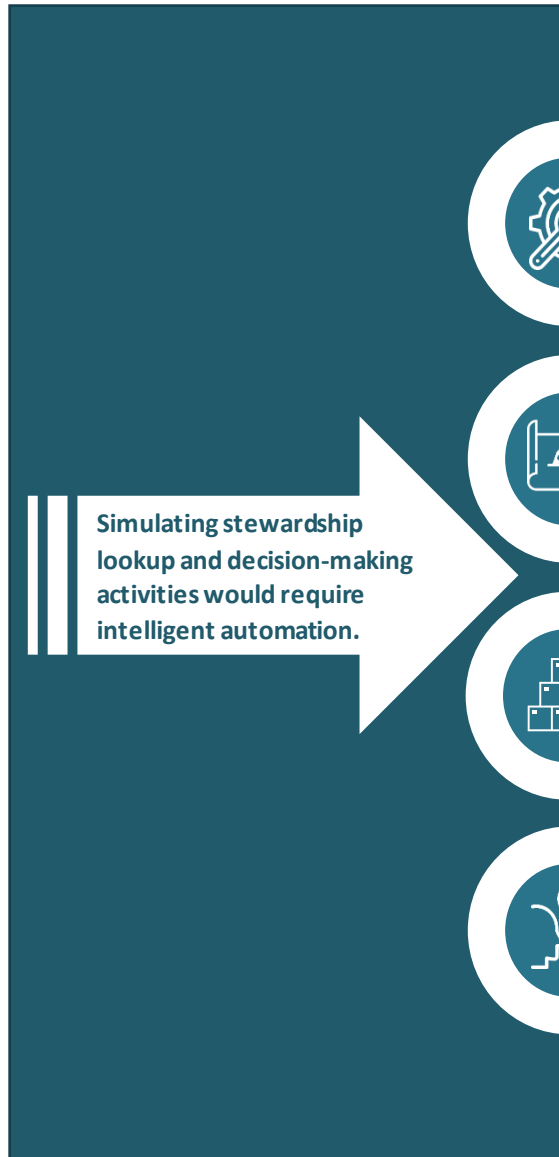 Simulating stewardship
lookup and decision-making
activities would require
intelligent automation.